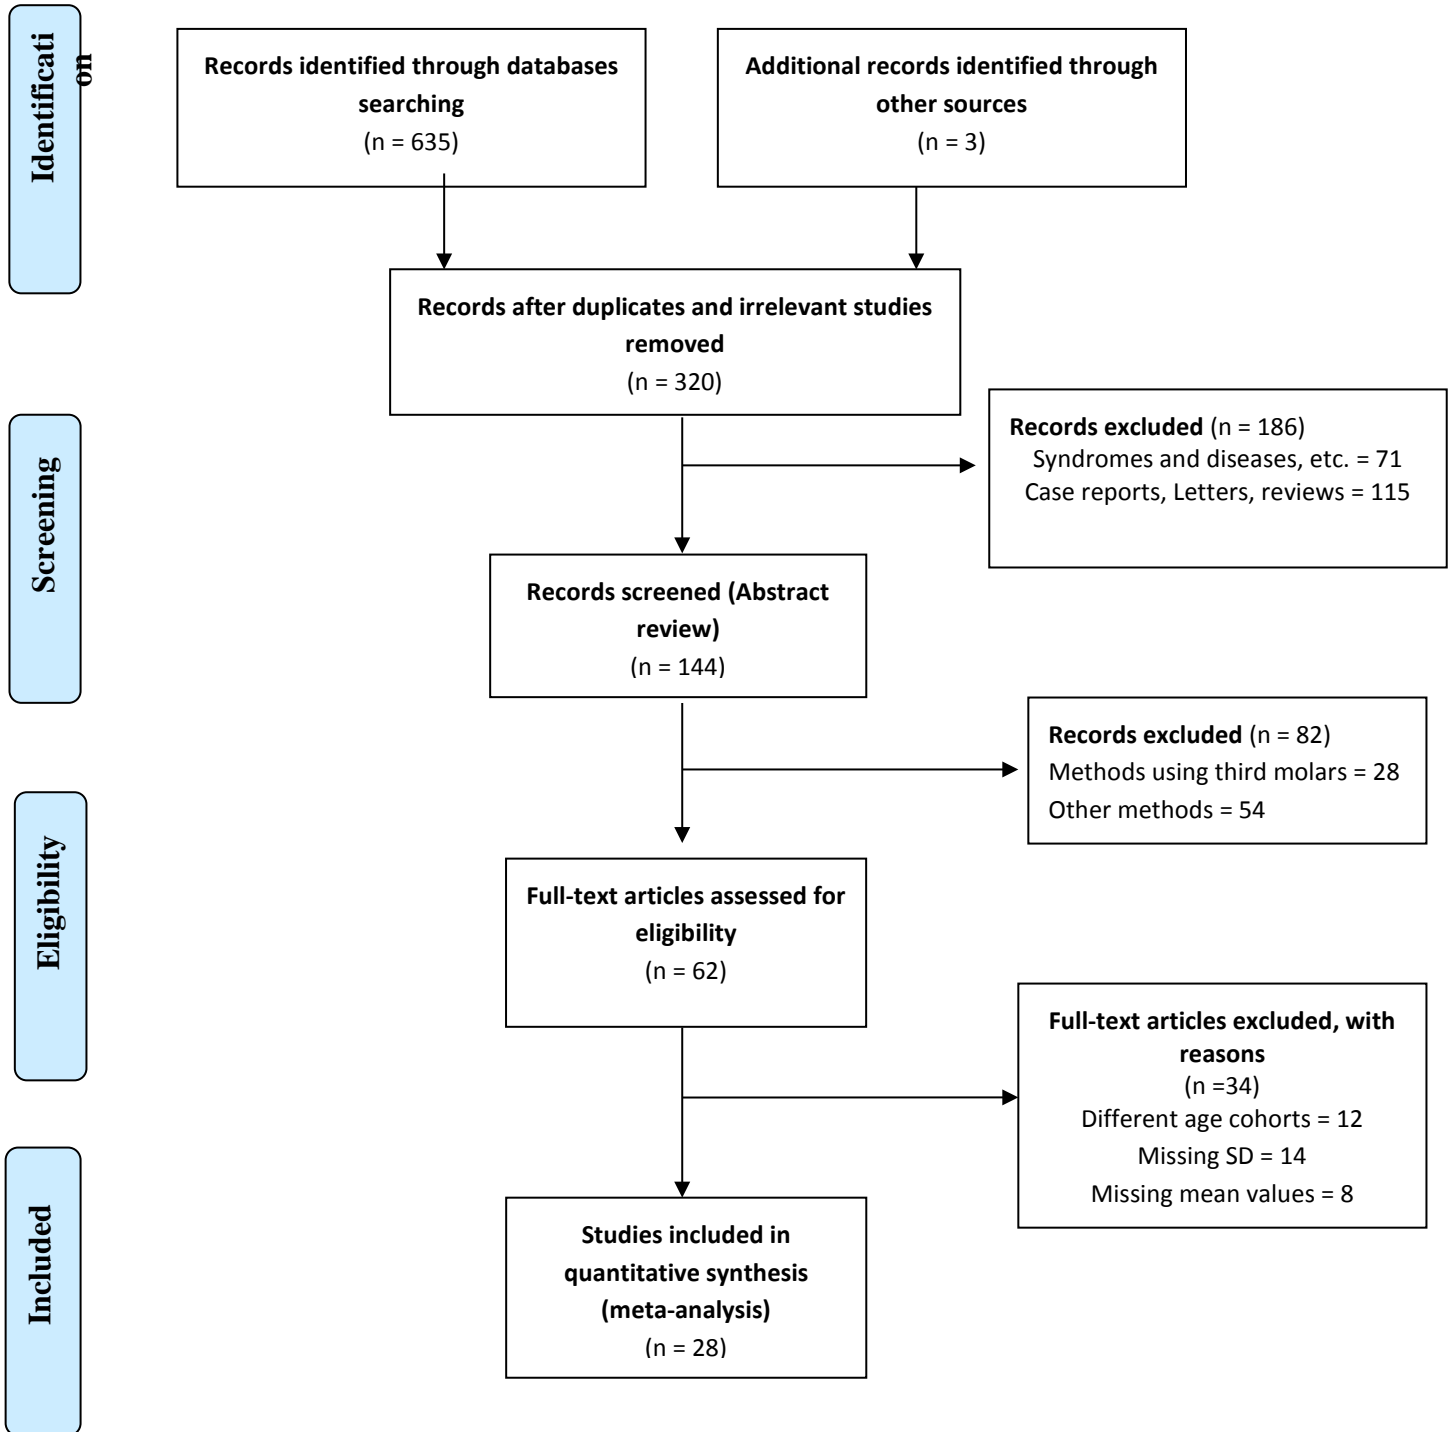 Identificati
on
Records identified through databases
searching
(n = 635)
Additional records identified through
other sources
(n = 3)
Records after duplicates and irrelevant studies
removed
(n = 320)
Screening
Records excluded (n = 186)
Syndromes and diseases, etc. = 71
Case reports, Letters, reviews = 115
Records screened (Abstract
review)
(n = 144)
Records excluded (n = 82)
Methods using third molars = 28
Other methods = 54
Eligibility
Full-text articles assessed for
eligibility
(n = 62)
Full-text articles excluded, with
reasons
(n =34)
Different age cohorts = 12
Missing SD = 14
Missing mean values = 8
Included
Studies included in
quantitative synthesis
(meta-analysis)
(n = 28)